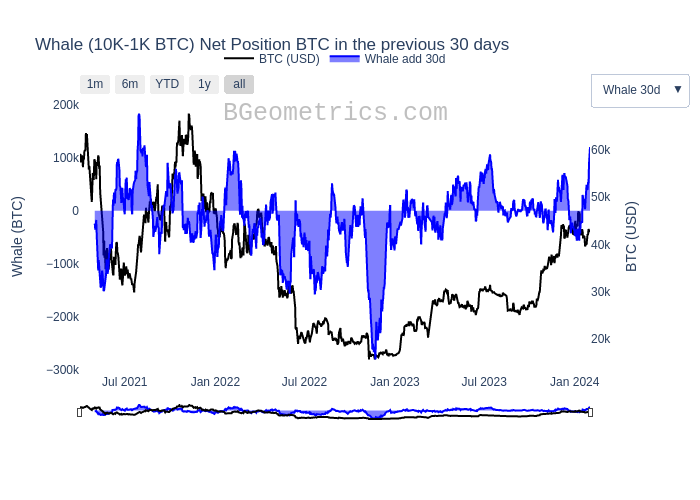 Whale (10K-1K BTC) Net Position BTC in the previous 30 days
BTC (USD) Whale add 30d
1m 6m YTD 1y all
Whale 30d ▼
BGeometrics.com
200k
100k
0
−100k
−200k
−300k
Whale (BTC)
60k
50k
40k
30k
20k
BTC (USD)
Jul 2021 Jan 2022 Jul 2022 Jan 2023 Jul 2023 Jan 2024